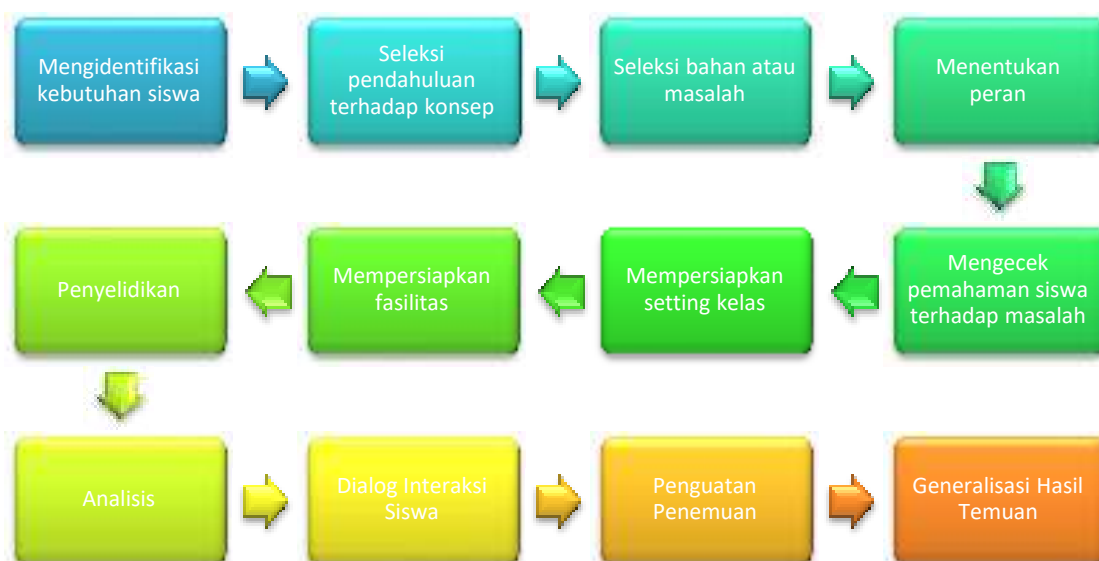 Mengidentifikasi
kebutuhan siswa
Seleksi
pendahuluan
terhadap konsep
Seleksi bahan atau
masalah
Menentukan
peran
Mengecek
pemahaman siswa
terhadap masalah
Mempersiapkan
setting kelas
Mempersiapkan
fasilitas
Penyelidikan
Analisis
Dialog Interaksi
Siswa
Penguatan
Penemuan
Generalisasi Hasil
Temuan